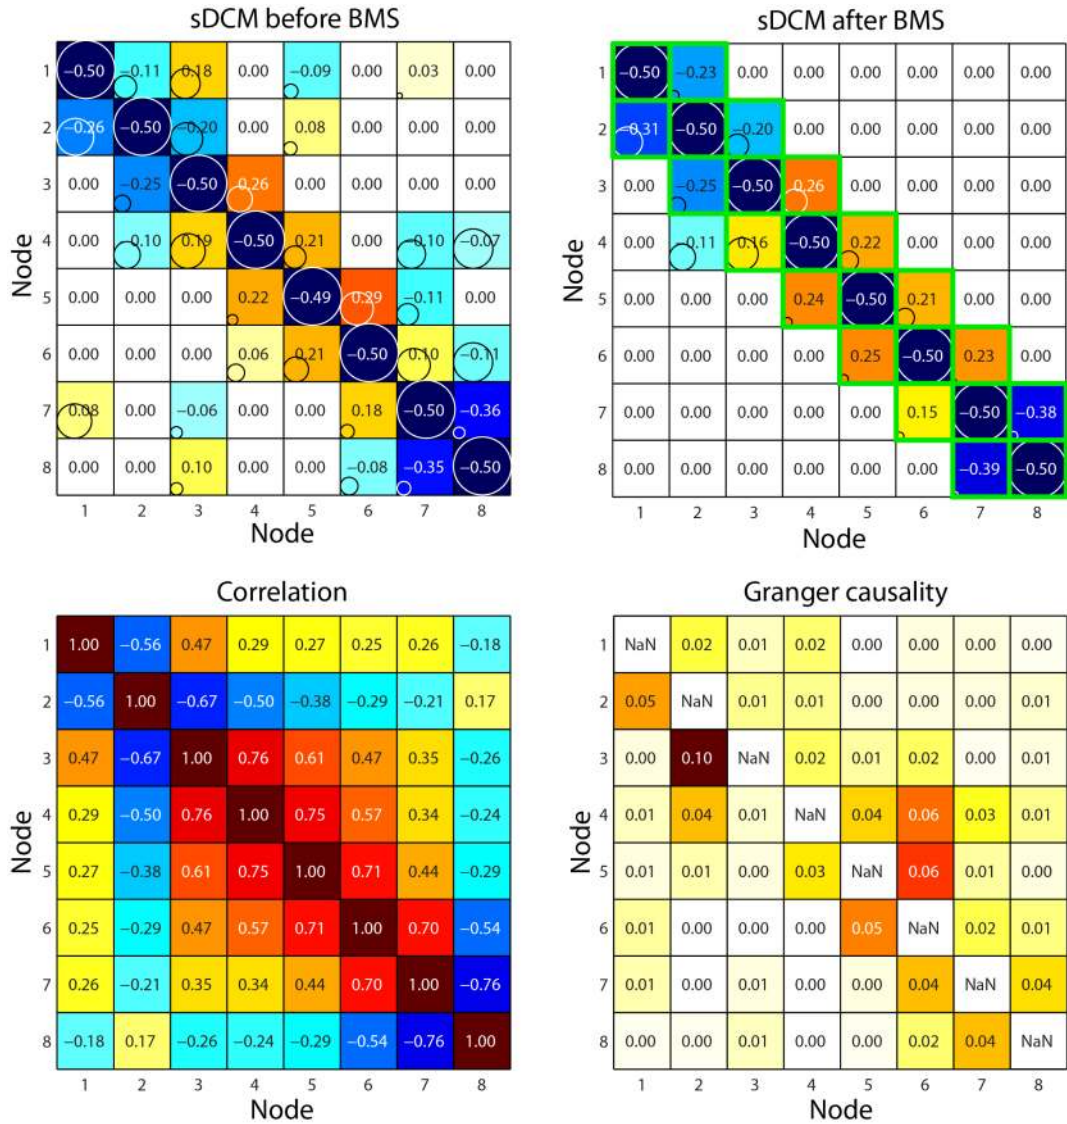 sDCM before BMS
1 −0.50 −0.11 0.18 0.00 −0.09 0.00 0.03 0.00
2 −0.26 −0.50 −0.20 0.00 0.08 0.00 0.00 0.00
3 0.00 −0.25 −0.50 0.26 0.00 0.00 0.00 0.00
4 0.00 −0.10 0.19 −0.50 0.21 0.00 −0.10 −0.07
5 0.00 0.00 0.00 0.22 −0.49 0.29 −0.11 0.00
6 0.00 0.00 0.00 0.06 0.21 −0.50 0.10 −0.11
7 0.08 0.00 −0.06 0.00 0.00 0.18 −0.50 −0.36
8 0.00 0.00 0.10 0.00 0.00 −0.08 −0.35 −0.50
1 2 3 4 5 6 7 8
Node
Node
sDCM after BMS
1 −0.50 −0.23 0.00 0.00 0.00 0.00 0.00 0.00
2 −0.31 −0.50 −0.20 0.00 0.00 0.00 0.00 0.00
3 0.00 −0.25 −0.50 0.26 0.00 0.00 0.00 0.00
4 0.00 −0.11 0.16 −0.50 0.22 0.00 0.00 0.00
5 0.00 0.00 0.00 0.24 −0.50 0.21 0.00 0.00
6 0.00 0.00 0.00 0.00 0.25 −0.50 0.23 0.00
7 0.00 0.00 0.00 0.00 0.00 0.15 −0.50 −0.38
8 0.00 0.00 0.00 0.00 0.00 0.00 −0.39 −0.50
1 2 3 4 5 6 7 8
Node
Node
Correlation
1 1.00 −0.56 0.47 0.29 0.27 0.25 0.26 −0.18
2 −0.56 1.00 −0.67 −0.50 −0.38 −0.29 −0.21 0.17
3 0.47 −0.67 1.00 0.76 0.61 0.47 0.35 −0.26
4 0.29 −0.50 0.76 1.00 0.75 0.57 0.34 −0.24
5 0.27 −0.38 0.61 0.75 1.00 0.71 0.44 −0.29
6 0.25 −0.29 0.47 0.57 0.71 1.00 0.70 −0.54
7 0.26 −0.21 0.35 0.34 0.44 0.70 1.00 −0.76
8 −0.18 0.17 −0.26 −0.24 −0.29 −0.54 −0.76 1.00
1 2 3 4 5 6 7 8
Node
Node
Granger causality
1 NaN 0.02 0.01 0.02 0.00 0.00 0.00 0.00
2 0.05 NaN 0.01 0.01 0.00 0.00 0.00 0.01
3 0.00 0.10 NaN 0.02 0.01 0.02 0.00 0.01
4 0.01 0.04 0.01 NaN 0.04 0.06 0.03 0.01
5 0.01 0.01 0.00 0.03 NaN 0.06 0.01 0.00
6 0.01 0.00 0.00 0.00 0.05 NaN 0.02 0.01
7 0.01 0.00 0.01 0.00 0.00 0.04 NaN 0.04
8 0.00 0.00 0.01 0.00 0.00 0.02 0.04 NaN
1 2 3 4 5 6 7 8
Node
Node